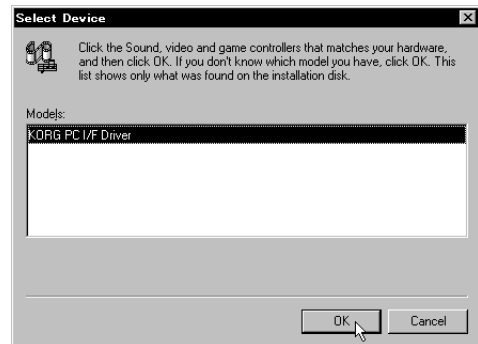 Select Device
Click the Sound, video and game controllers that matches your hardware,
and then click OK. If you don't know which model you have, click OK. This
list shows only what was found on the installation disk.
Models:
KORG PC I/F Driver
OK
Cancel